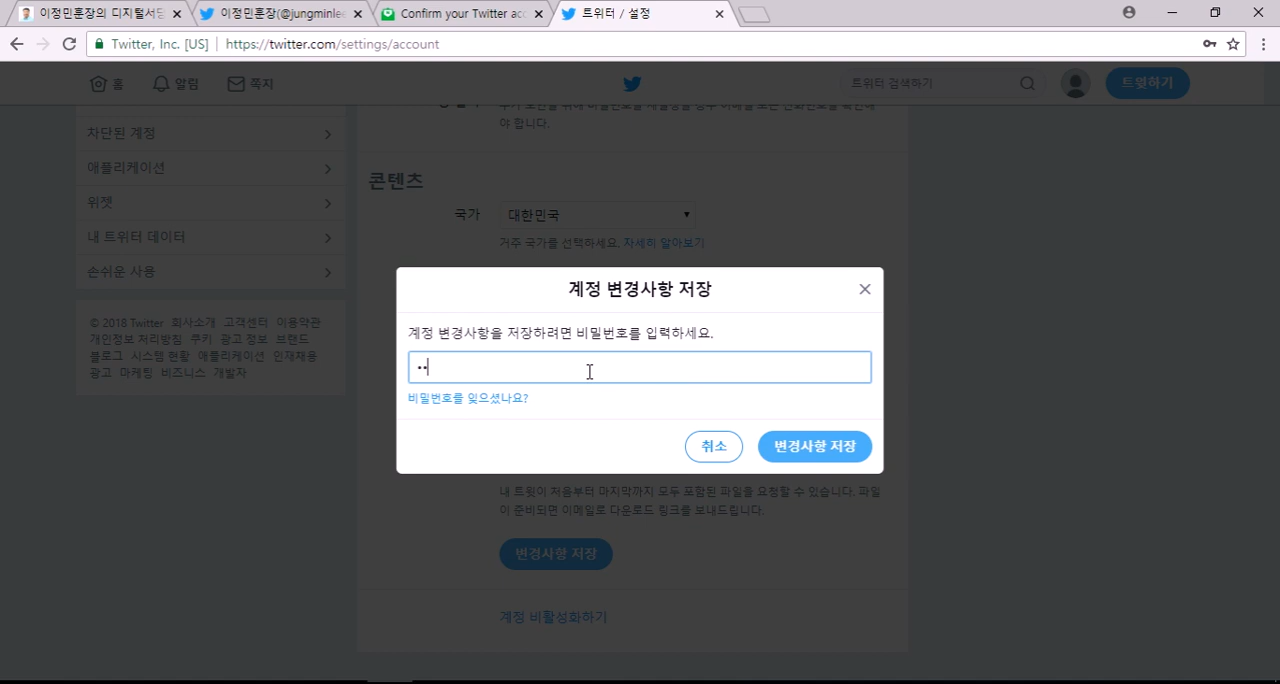 이정민훈장의 디지털서당
이정민훈장(@jungminlee
Confirm your Twitter acc
트위터 / 설정
Twitter, Inc. [US]
https://twitter.com/settings/account
홈
알림
쪽지
트위터 검색하기
트윗하기
야 합니다.
차단된 계정
애플리케이션
위젯
내 트위터 데이터
손쉬운 사용
© 2018 Twitter 회사소개 고객센터 이용약관
개인정보 처리방침 쿠키 광고 정보 브랜드
블로그 시스템 현황 애플리케이션 인재채용
광고 마케팅 비즈니스 개발자
콘텐츠
국가 대한민국
거주 국가를 선택하세요. 자세히 알아보기
계정 변경사항 저장
계정 변경사항을 저장하려면 비밀번호를 입력하세요.
비밀번호를 잊으셨나요?
취소
변경사항 저장
내 트윗이 처음부터 마지막까지 모두 포함된 파일을 요청할 수 있습니다. 파일
이 준비되면 이메일로 다운로드 링크를 보내드립니다.
변경사항 저장
계정 비활성화하기